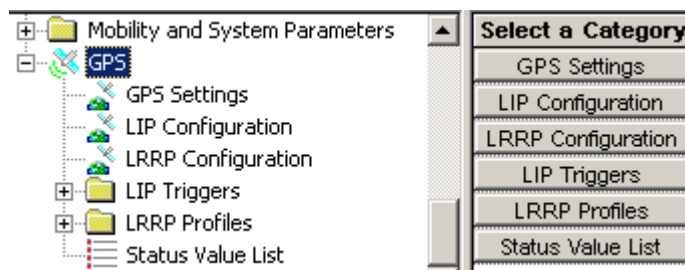 Mobility and System Parameters
GPS
GPS Settings
LIP Configuration
LRRP Configuration
LIP Triggers
LRRP Profiles
Status Value List
Select a Category
GPS Settings
LIP Configuration
LRRP Configuration
LIP Triggers
LRRP Profiles
Status Value List